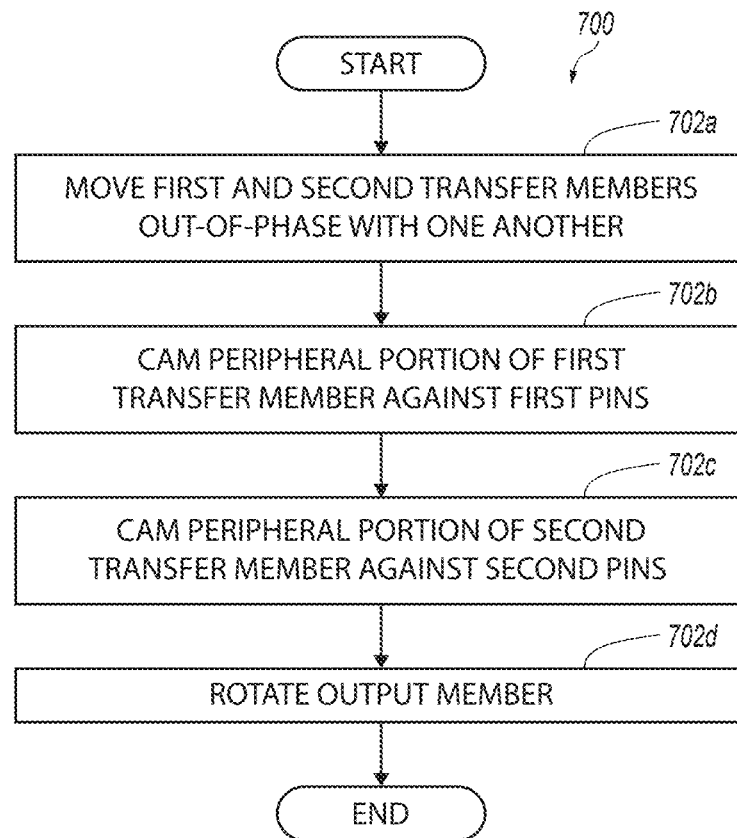 700
START
702a
MOVE FIRST AND SECOND TRANSFER MEMBERS
OUT-OF-PHASE WITH ONE ANOTHER
702b
CAM PERIPHERAL PORTION OF FIRST
TRANSFER MEMBER AGAINST FIRST PINS
702c
CAM PERIPHERAL PORTION OF SECOND
TRANSFER MEMBER AGAINST SECOND PINS
702d
ROTATE OUTPUT MEMBER
END